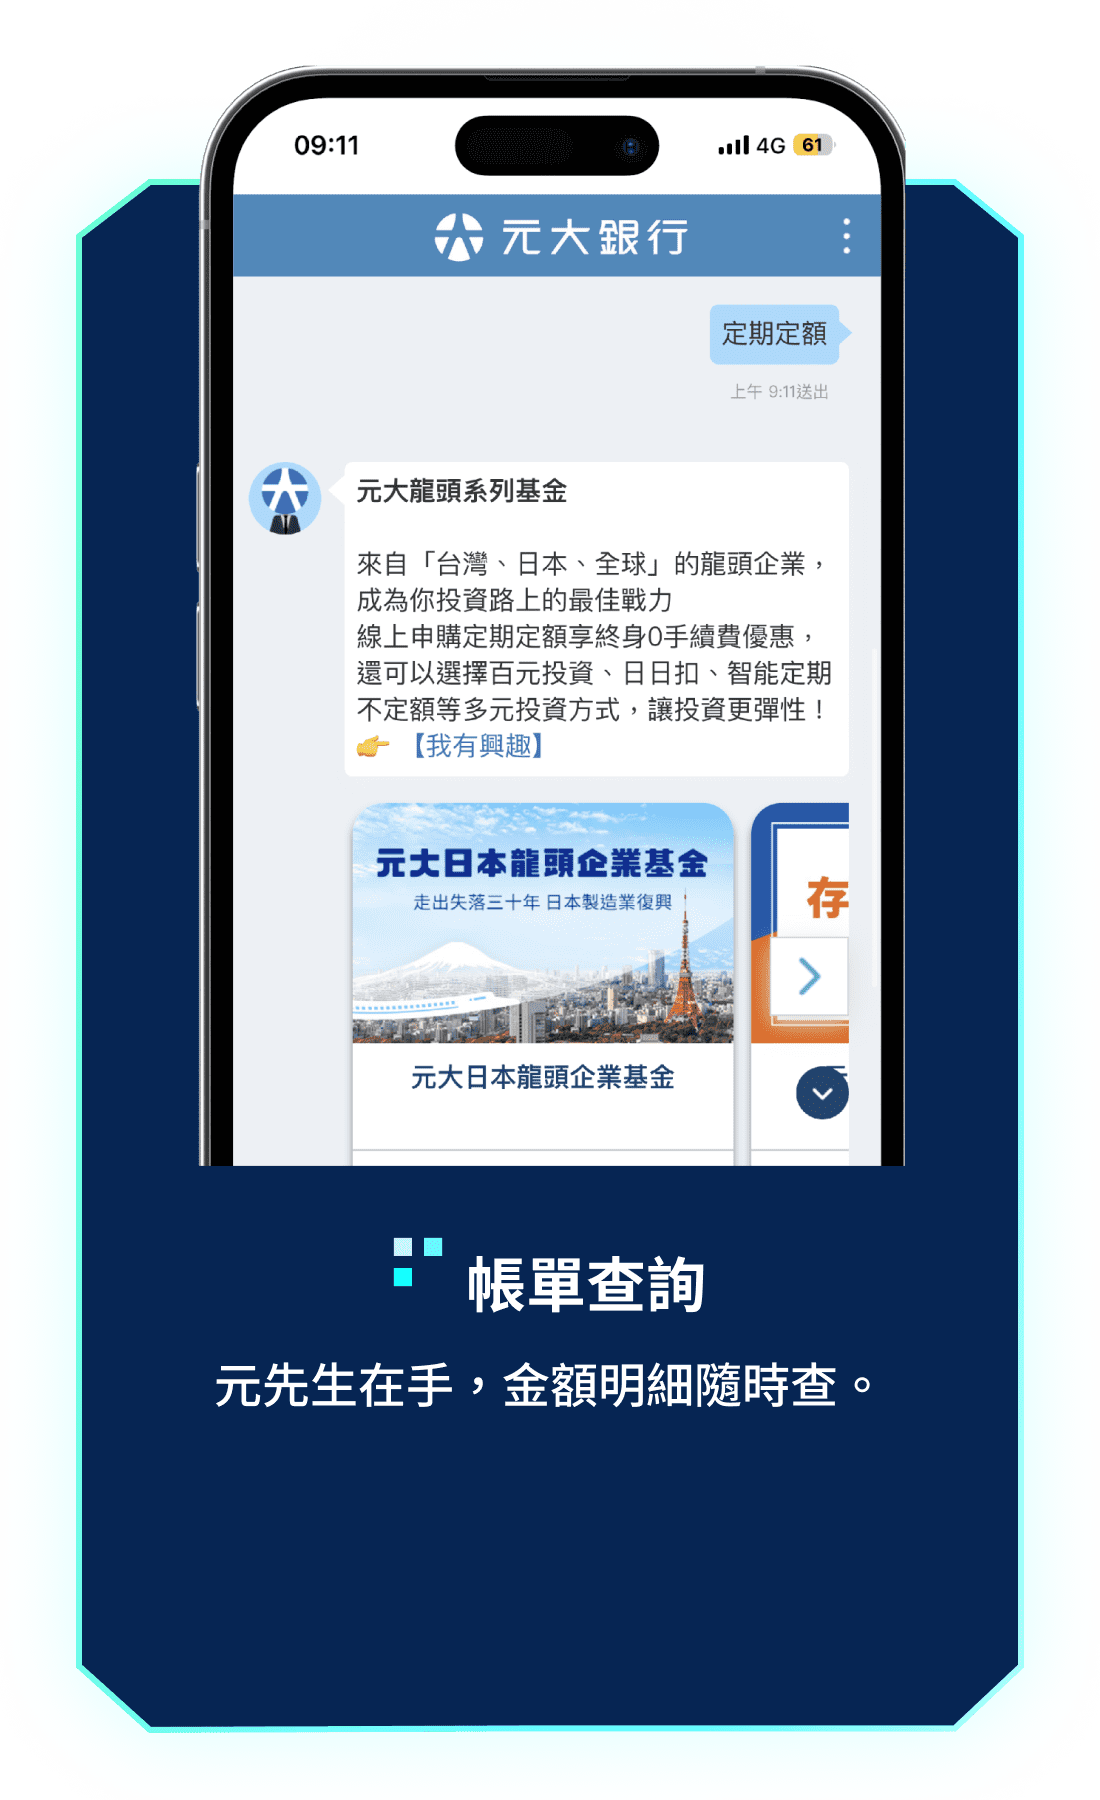 09:11
4G 61
元大銀行
定期定額
上午 9:11送出
元大龍頭系列基金
來自「台灣、日本、全球」的龍頭企業，
成為你投資路上的最佳戰力
線上申購定期定額享終身0手續費優惠，
還可以選擇百元投資、日日扣、智能定期
不定額等多元投資方式，讓投資更彈性！
👉 【我有興趣】
元大日本龍頭企業基金
走出失落三十年 日本製造業復興
存
元大日本龍頭企業基金
帳單查詢
元先生在手，金額明細隨時查。